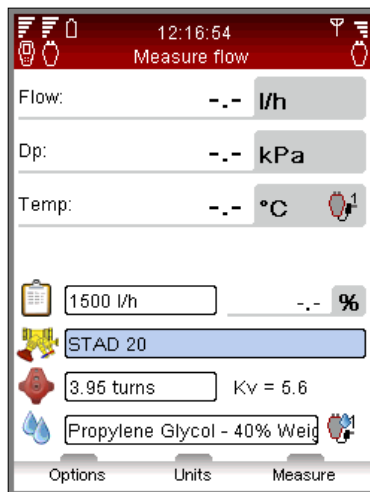 12:16:54
Measure flow
Flow: -.- l/h
Dp: -.- kPa
Temp: -.- °C 1
1500 l/h -.- %
STAD 20
3.95 turns Kv = 5.6
Propylene Glycol - 40% Weig
Options Units Measure